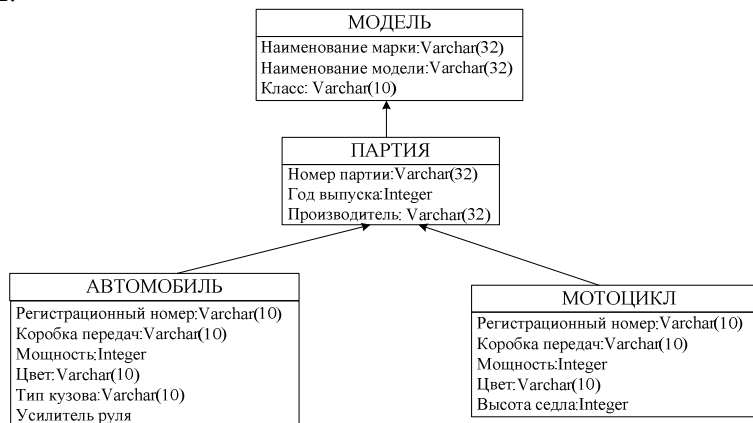 МОДЕЛЬ
Наименование марки:Varchar(32)
Наименование модели:Varchar(32)
Класс: Varchar(10)
ПАРТИЯ
Номер партии:Varchar(32)
Год выпуска:Integer
Производитель: Varchar(32)
АВТОМОБИЛЬ
Регистрационный номер:Varchar(10)
Коробка передач:Varchar(10)
Мощность:Integer
Цвет:Varchar(10)
Тип кузова:Varchar(10)
Усилитель руля
МОТОЦИКЛ
Регистрационный номер:Varchar(10)
Коробка передач:Varchar(10)
Мощность:Integer
Цвет:Varchar(10)
Высота седла:Integer